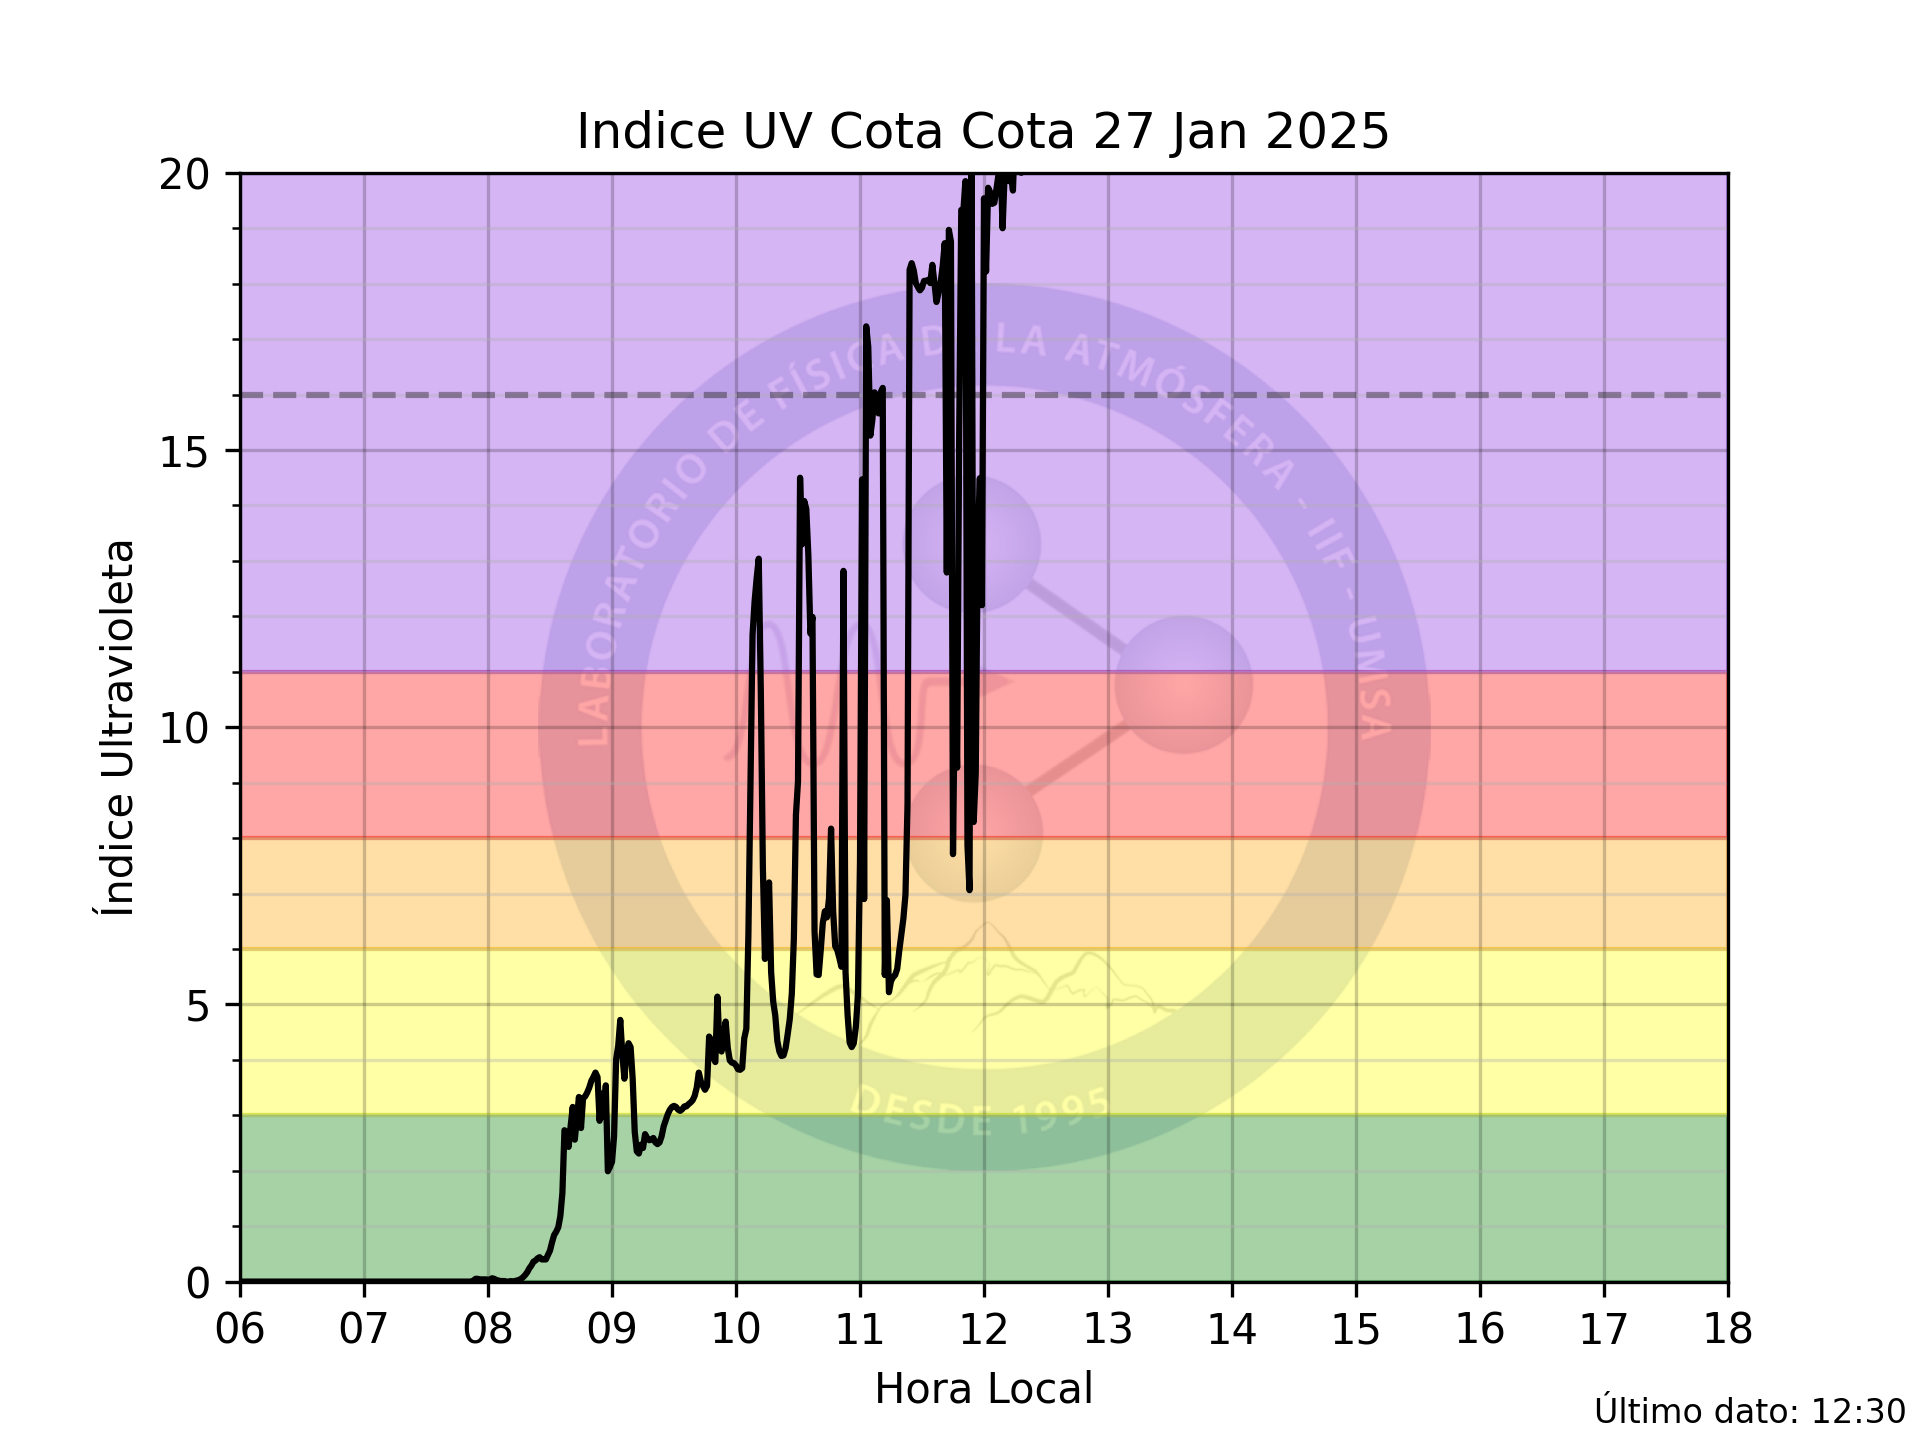 Indice UV Cota Cota 27 Jan 2025
20
15
10
5
0
Índice Ultravioleta
LABORATORIO DE FÍSICA DE LA ATMÓSFERA - IIF - UMSA
DESDE 1995
06 07 08 09 10 11 12 13 14 15 16 17 18
Hora Local
Último dato: 12:30